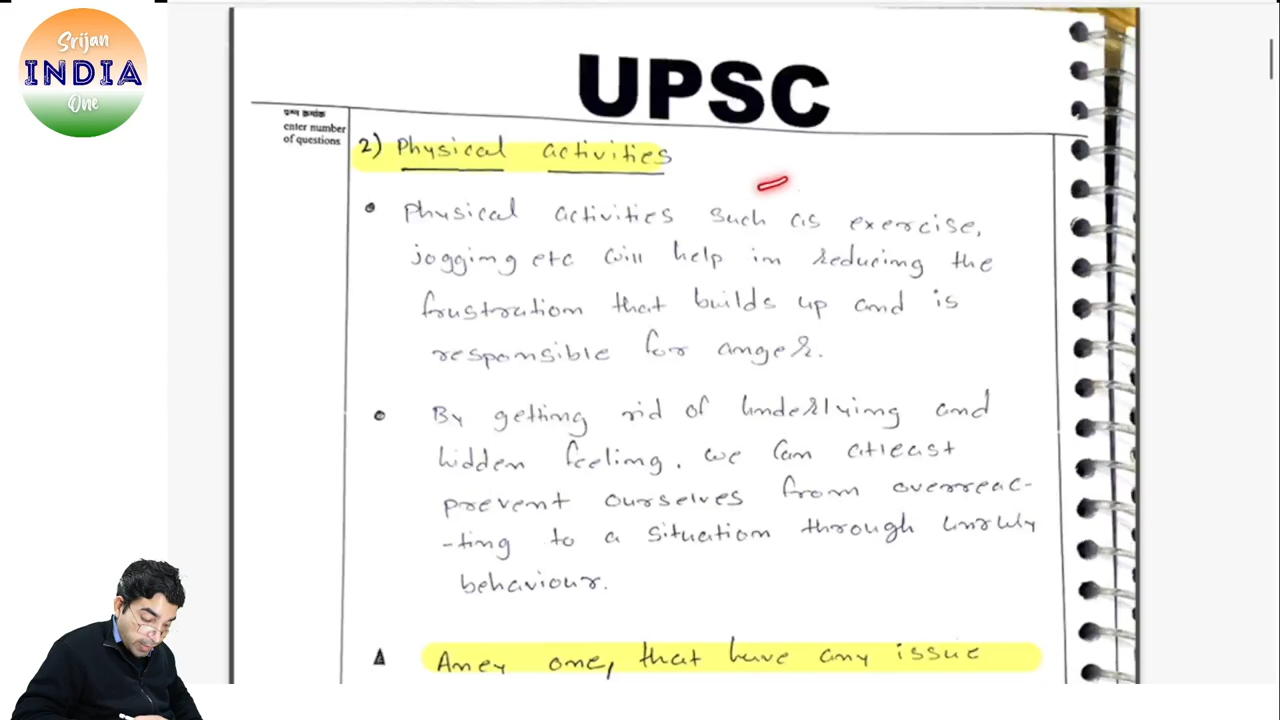 Srijan
INDIA
One
UPSC
प्रश्न क्रमांक
enter number
of questions
2) Physical activities
• Physical activities such as exercise,
jogging etc will help in reducing the
frustration that builds up and is
responsible for anger.
• By getting rid of underlying and
hidden feeling, we can atleast
prevent ourselves from overreac-
-ting to a situation through unruly
behaviour.
Aney one, that have any issue